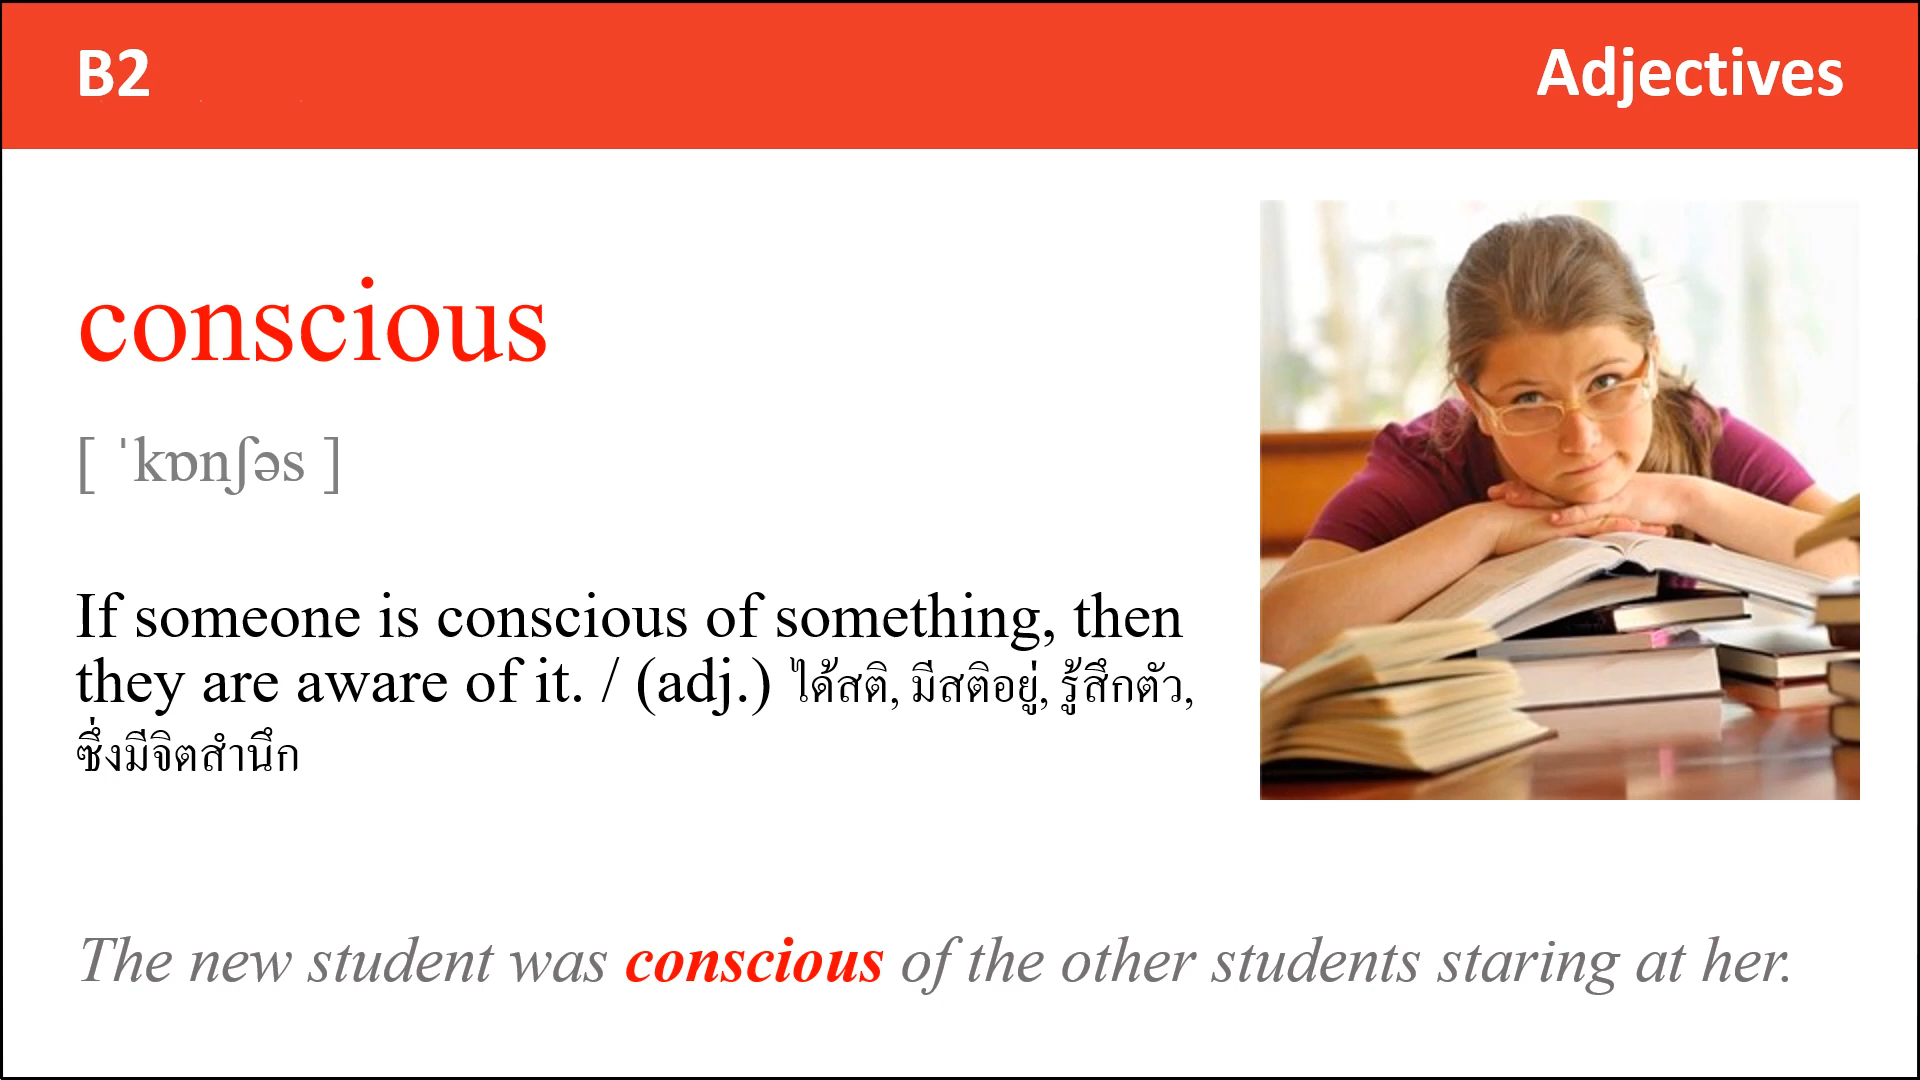 B2 Adjectives
conscious
[ ˈkɒnʃəs ]
If someone is conscious of something, then
they are aware of it. / (adj.) ได้สติ, มีสติอยู่, รู้สึกตัว,
ซึ่งมีจิตสำนึก
The new student was conscious of the other students staring at her.